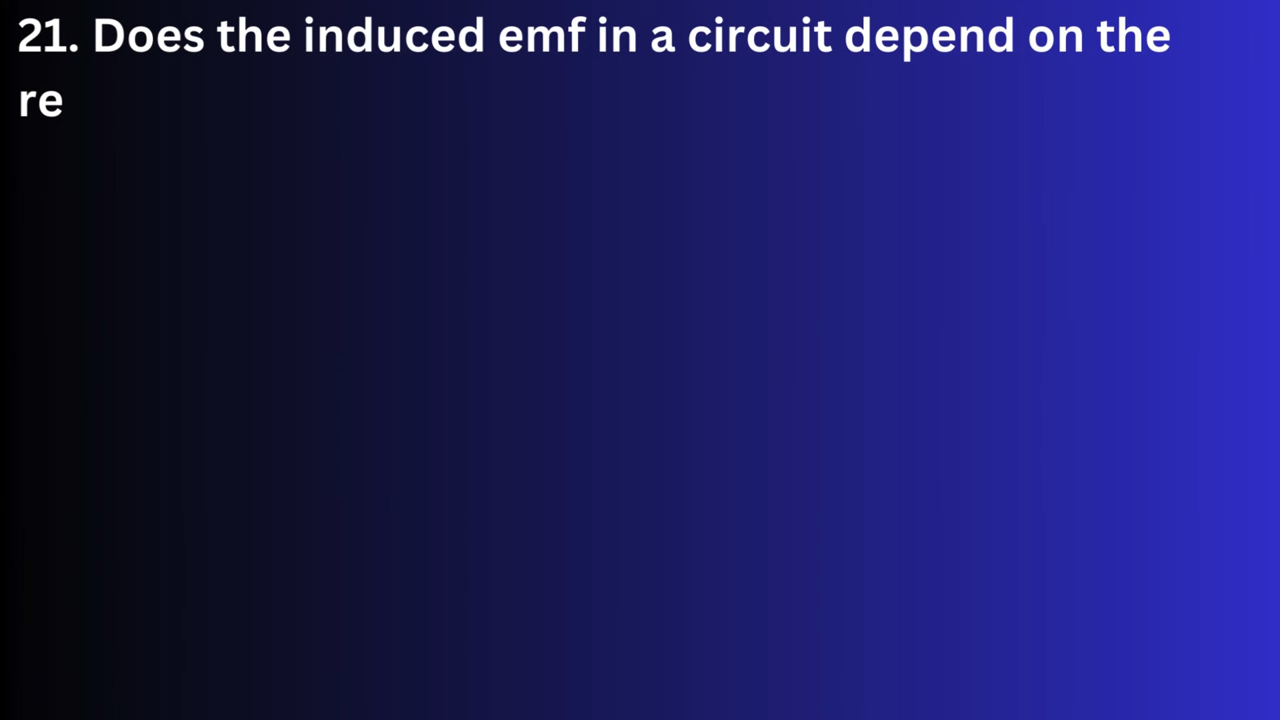 21. Does the induced emf in a circuit depend on the
re